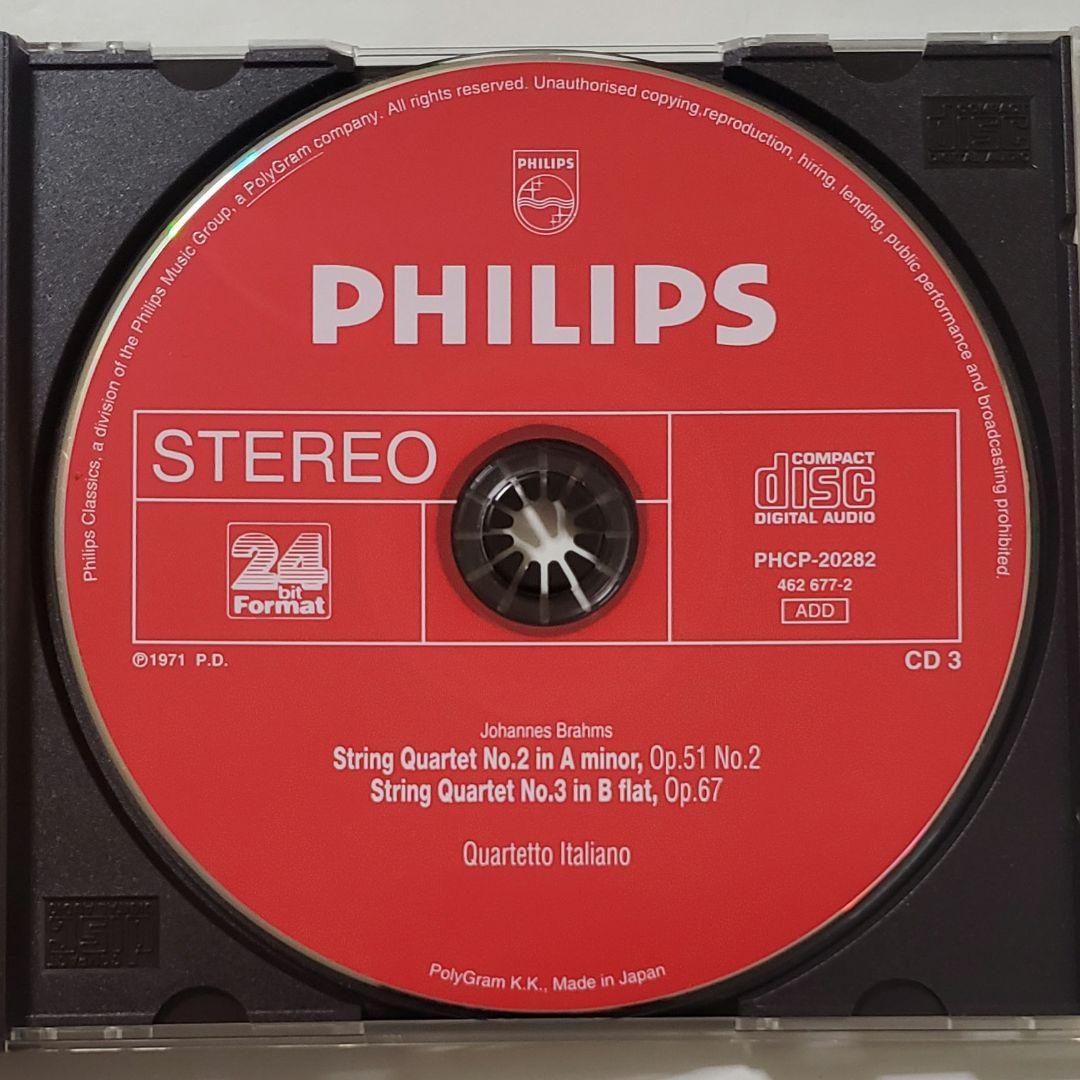 Philips Classics, a division of the Philips Music Group, a PolyGram company. All rights reserved. Unauthorised copying,reproduction, hiring, lending, public performance and broadcasting prohibited.
PHILIPS
PHILIPS
STEREO
COMPACT
disc
DIGITAL AUDIO
24
bit
Format
PHCP-20282
462 677-2
ADD
℗1971 P.D.
CD 3
Johannes Brahms
String Quartet No.2 in A minor, Op.51 No.2
String Quartet No.3 in B flat, Op.67
Quartetto Italiano
PolyGram K.K., Made in Japan